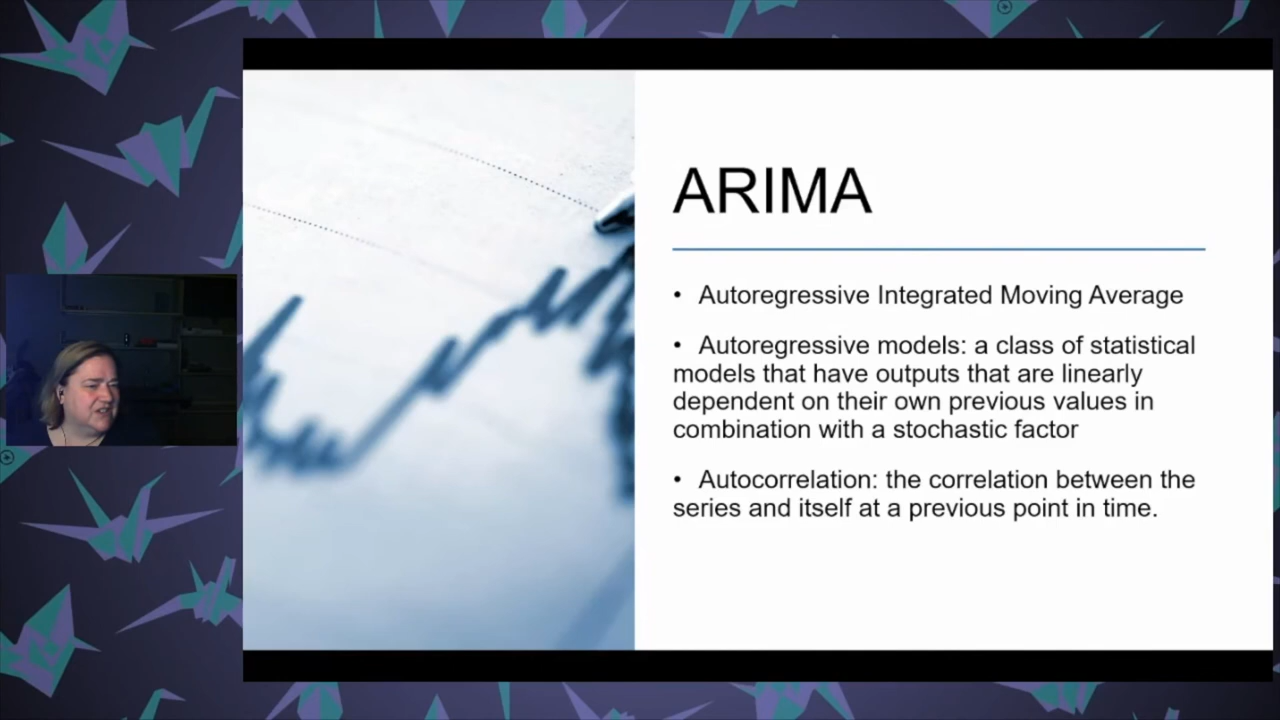 ARIMA
• Autoregressive Integrated Moving Average
• Autoregressive models: a class of statistical
models that have outputs that are linearly
dependent on their own previous values in
combination with a stochastic factor
• Autocorrelation: the correlation between the
series and itself at a previous point in time.